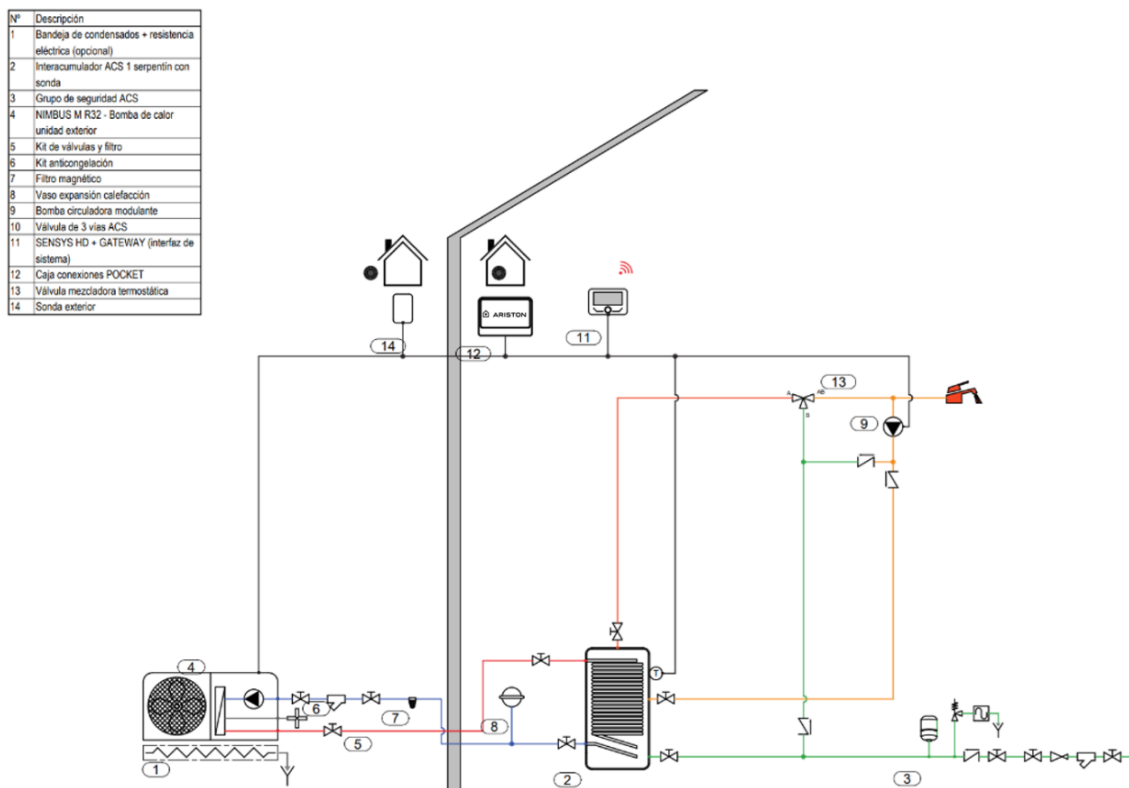 Nº Descripción
1 Bandeja de condensados + resistencia
eléctrica (opcional)
2 Interacumulador ACS 1 serpentín con
sonda
3 Grupo de seguridad ACS
4 NIMBUS M R32 - Bomba de calor
unidad exterior
5 Kit de válvulas y filtro
6 Kit anticongelación
7 Filtro magnético
8 Vaso expansión calefacción
9 Bomba circuladora modulante
10 Válvula de 3 vías ACS
11 SENSYS HD + GATEWAY (interfaz de
sistema)
12 Caja conexiones POCKET
13 Válvula mezcladora termostática
14 Sonda exterior
ARISTON
14
12
11
13
A
AB
B
9
4
6
7
5
8
T
1
2
3